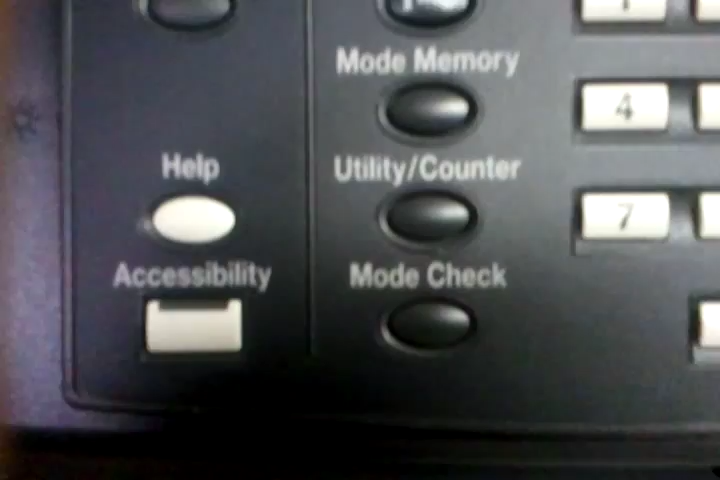 Mode Memory
4
Help
Utility/Counter
7
Accessibility
Mode Check